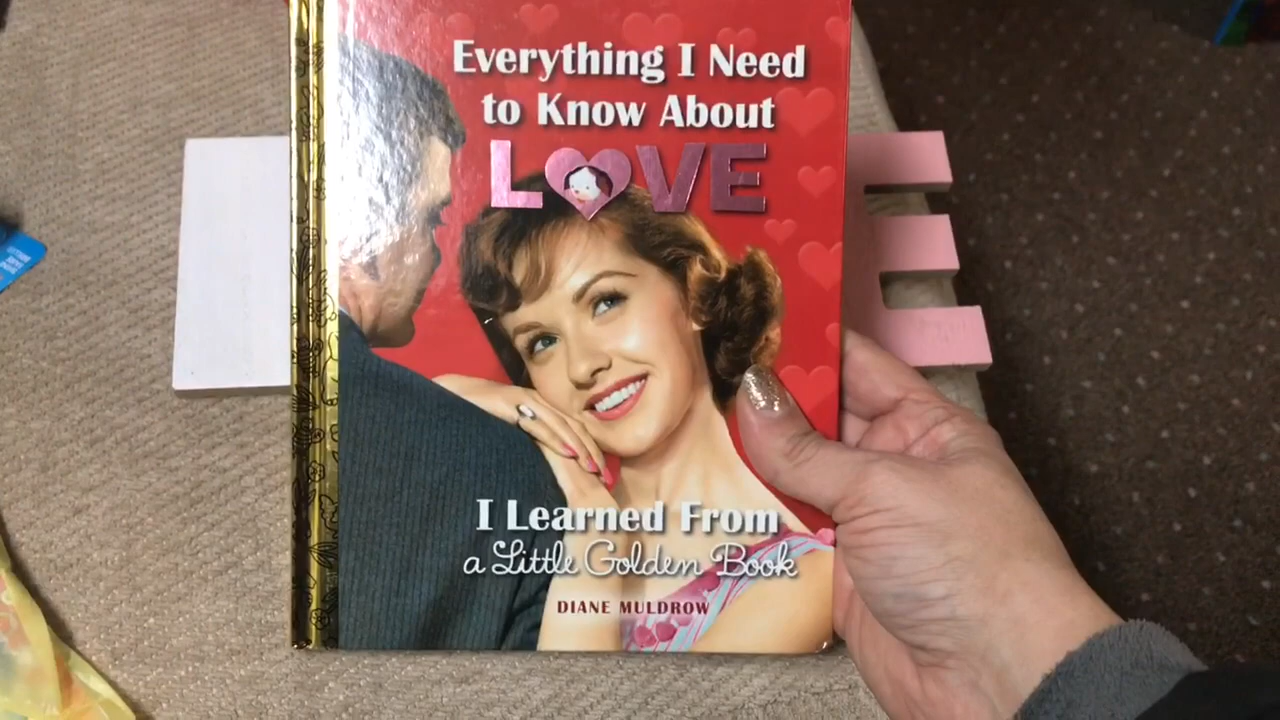 Everything I Need
to Know About
LOVE
I Learned From
a Little Golden Book
DIANE MULDROW
E